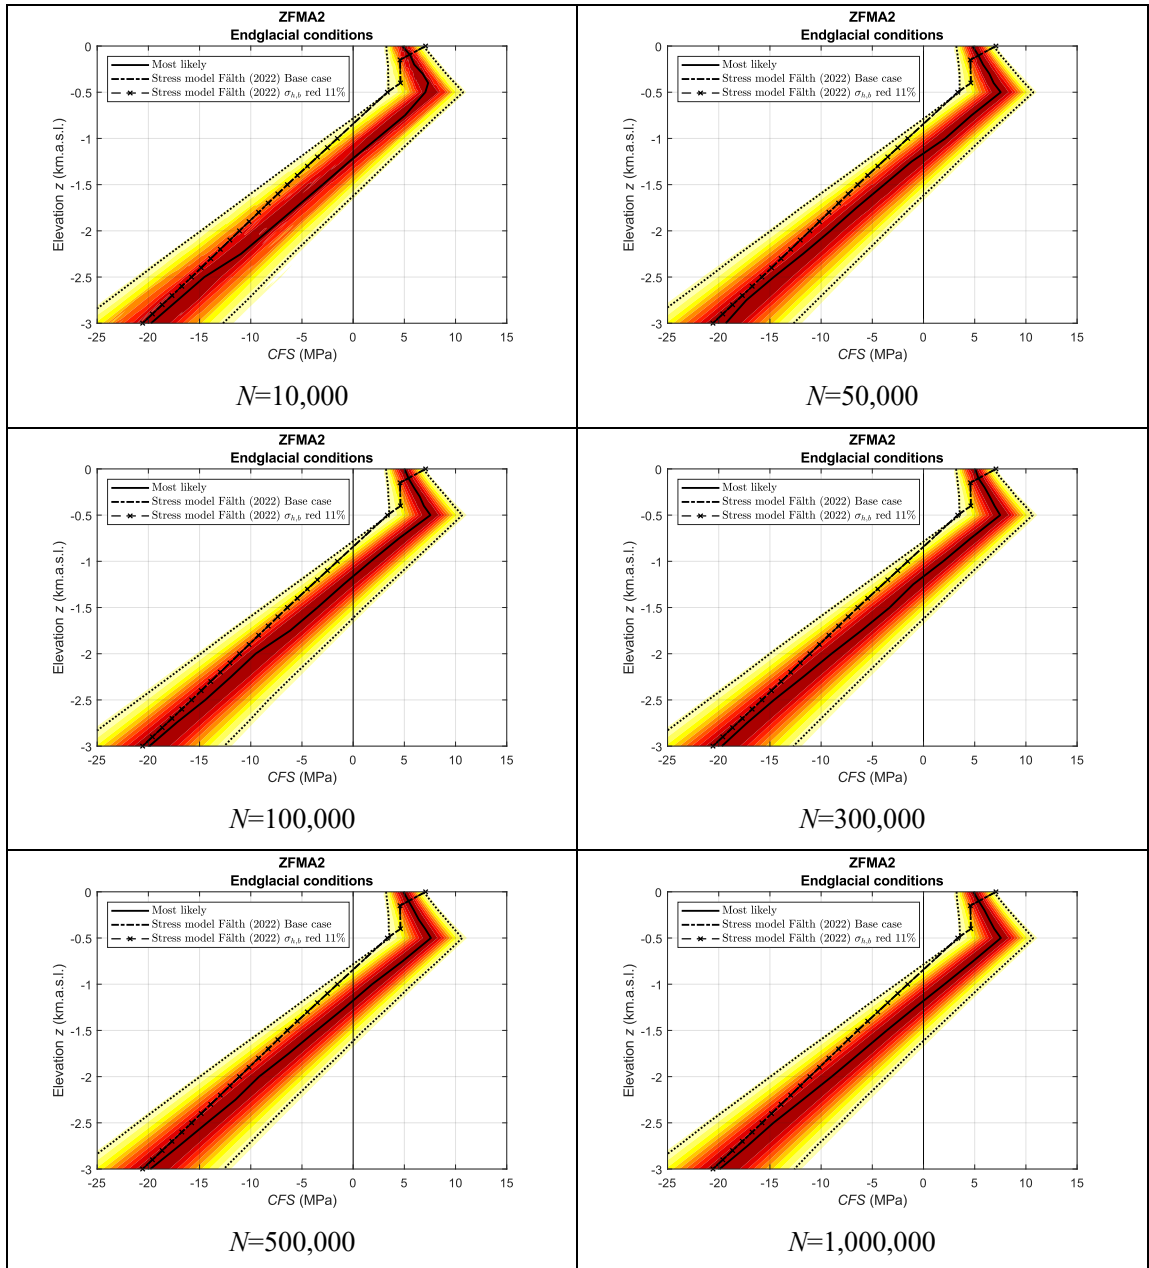 ZFMA2
Endglacial conditions
Most likely
Stress model Fälth (2022) Base case
Stress model Fälth (2022) σh,b red 11%
Elevation z (km.a.s.l.)
0
-0.5
-1
-1.5
-2
-2.5
-3
-25 -20 -15 -10 -5 0 5 10 15
CFS (MPa)
N=10,000
ZFMA2
Endglacial conditions
Most likely
Stress model Fälth (2022) Base case
Stress model Fälth (2022) σh,b red 11%
Elevation z (km.a.s.l.)
0
-0.5
-1
-1.5
-2
-2.5
-3
-25 -20 -15 -10 -5 0 5 10 15
CFS (MPa)
N=50,000
ZFMA2
Endglacial conditions
Most likely
Stress model Fälth (2022) Base case
Stress model Fälth (2022) σh,b red 11%
Elevation z (km.a.s.l.)
0
-0.5
-1
-1.5
-2
-2.5
-3
-25 -20 -15 -10 -5 0 5 10 15
CFS (MPa)
N=100,000
ZFMA2
Endglacial conditions
Most likely
Stress model Fälth (2022) Base case
Stress model Fälth (2022) σh,b red 11%
Elevation z (km.a.s.l.)
0
-0.5
-1
-1.5
-2
-2.5
-3
-25 -20 -15 -10 -5 0 5 10 15
CFS (MPa)
N=300,000
ZFMA2
Endglacial conditions
Most likely
Stress model Fälth (2022) Base case
Stress model Fälth (2022) σh,b red 11%
Elevation z (km.a.s.l.)
0
-0.5
-1
-1.5
-2
-2.5
-3
-25 -20 -15 -10 -5 0 5 10 15
CFS (MPa)
N=500,000
ZFMA2
Endglacial conditions
Most likely
Stress model Fälth (2022) Base case
Stress model Fälth (2022) σh,b red 11%
Elevation z (km.a.s.l.)
0
-0.5
-1
-1.5
-2
-2.5
-3
-25 -20 -15 -10 -5 0 5 10 15
CFS (MPa)
N=1,000,000